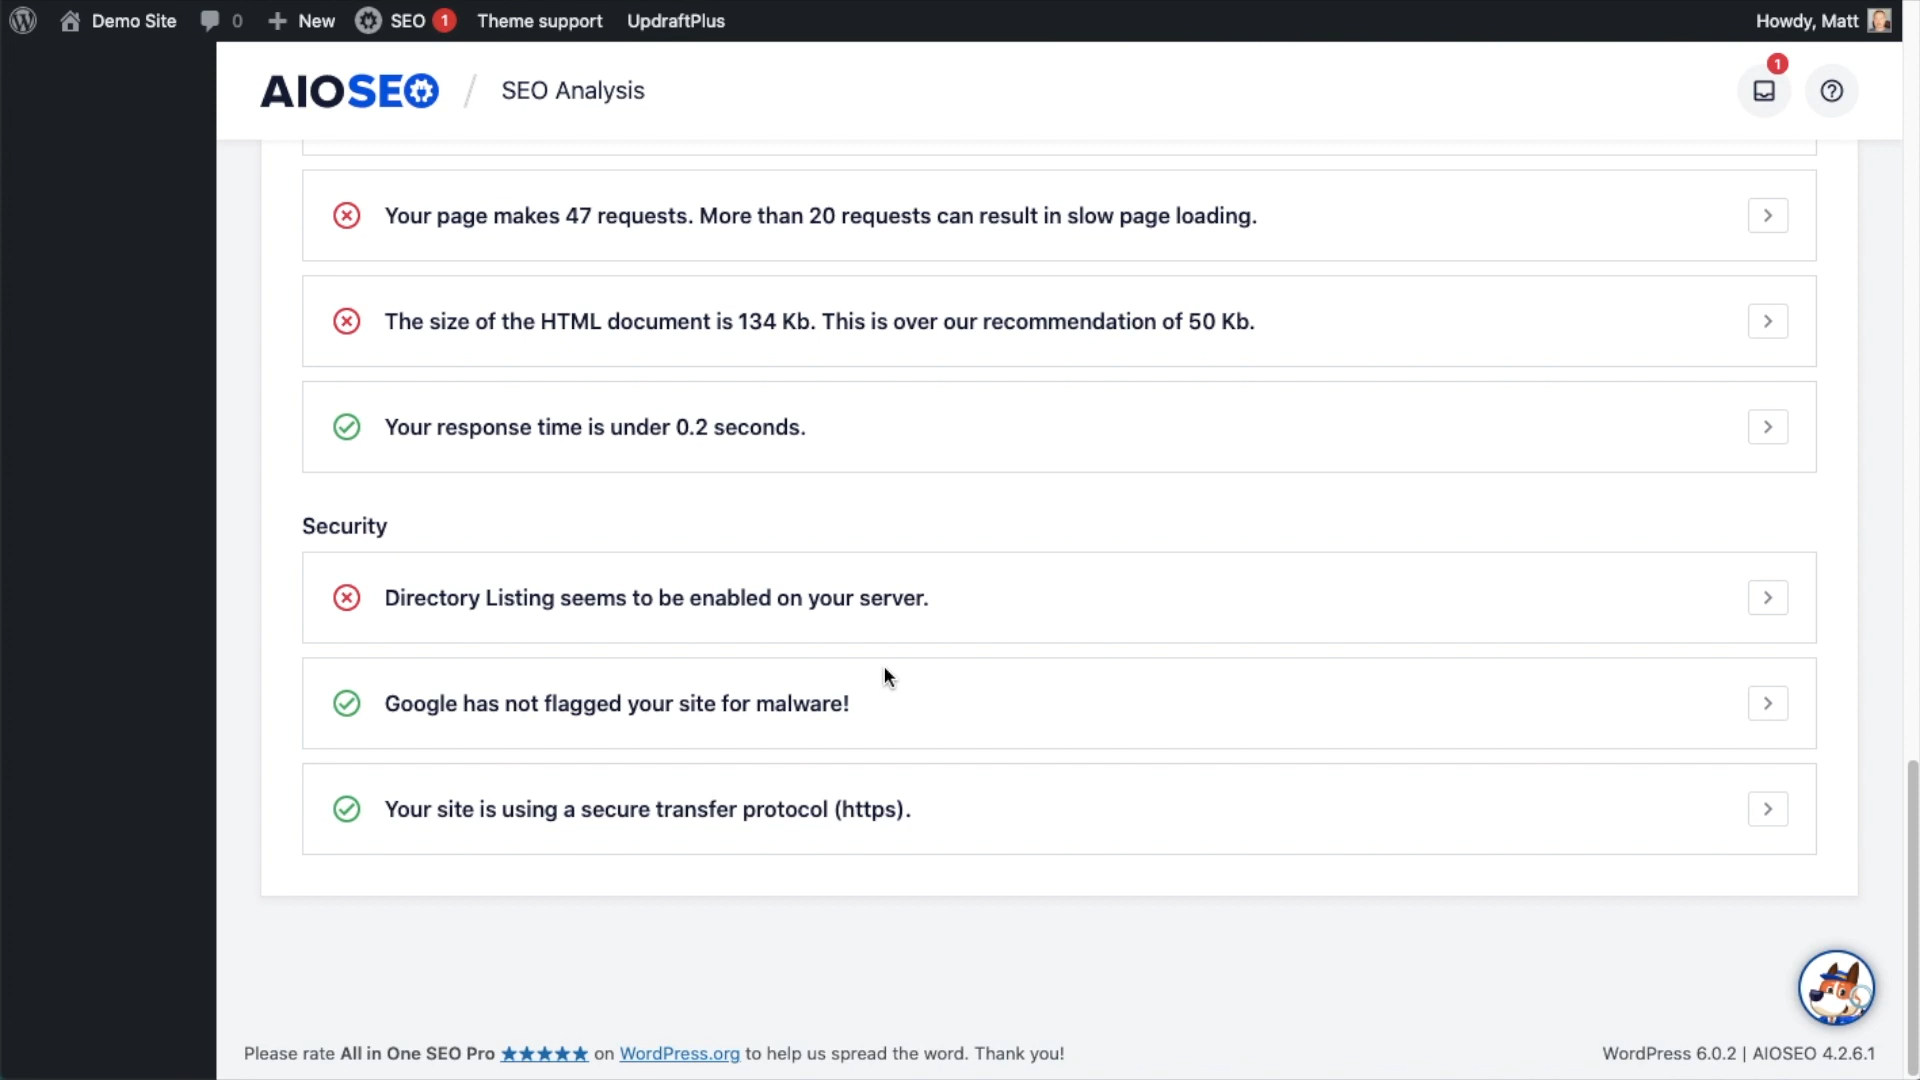 Demo Site 0 New SEO 1 Theme support UpdraftPlus Howdy, Matt
AIOSEO / SEO Analysis 1
Your page makes 47 requests. More than 20 requests can result in slow page loading.
The size of the HTML document is 134 Kb. This is over our recommendation of 50 Kb.
Your response time is under 0.2 seconds.
Security
Directory Listing seems to be enabled on your server.
Google has not flagged your site for malware!
Your site is using a secure transfer protocol (https).
Please rate All in One SEO Pro ★★★★★ on WordPress.org to help us spread the word. Thank you! WordPress 6.0.2 | AIOSEO 4.2.6.1